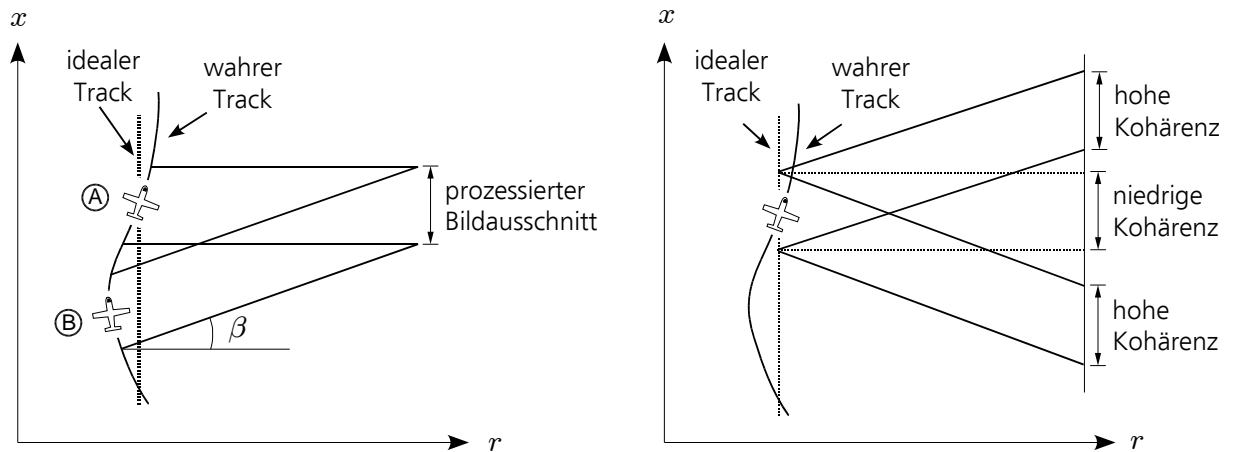 x
idealer
Track
wahrer
Track
A
B
prozessierter
Bildausschnitt
β
r
x
idealer
Track
wahrer
Track
hohe
Kohärenz
niedrige
Kohärenz
hohe
Kohärenz
r